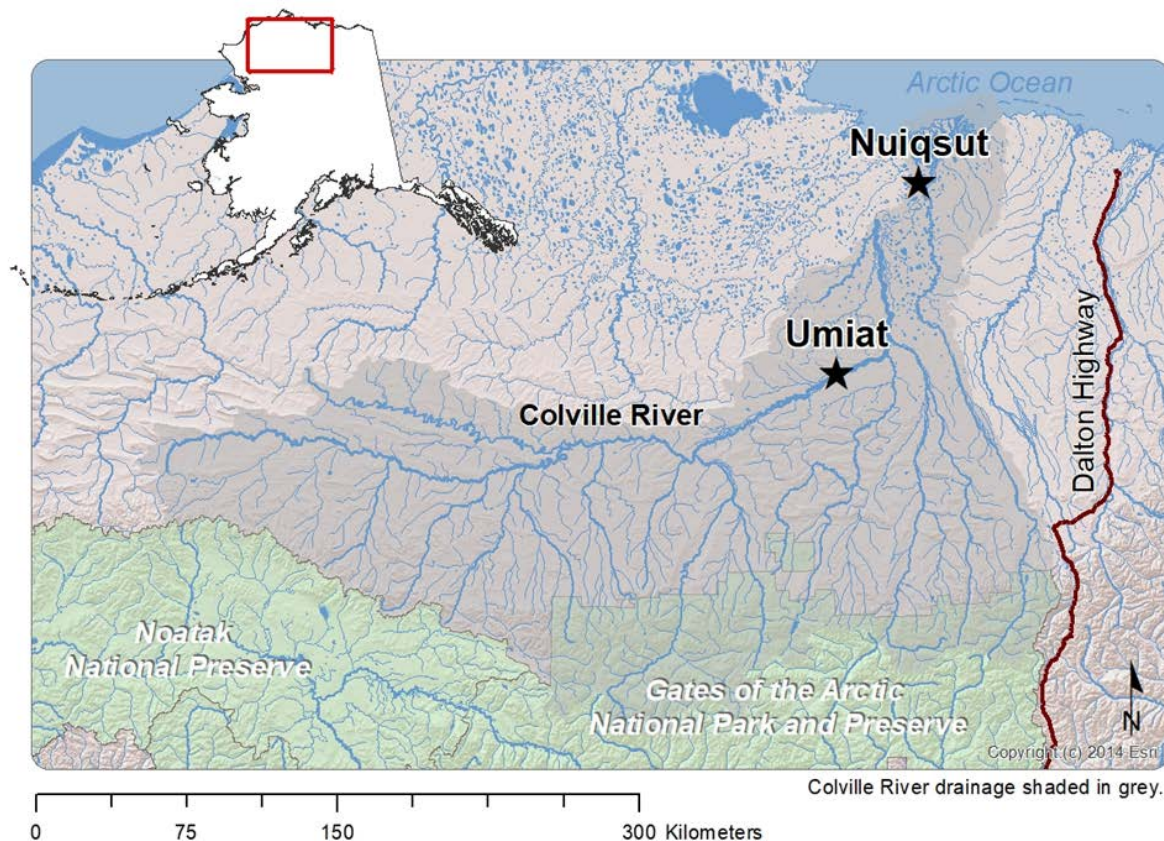 Arctic Ocean
Nuiqsut
Umiat
Colville River
Dalton Highway
Noatak
National Preserve
Gates of the Arctic
National Park and Preserve
N
Copyright:(c) 2014 Esri
Colville River drainage shaded in grey.
0 75 150 300 Kilometers